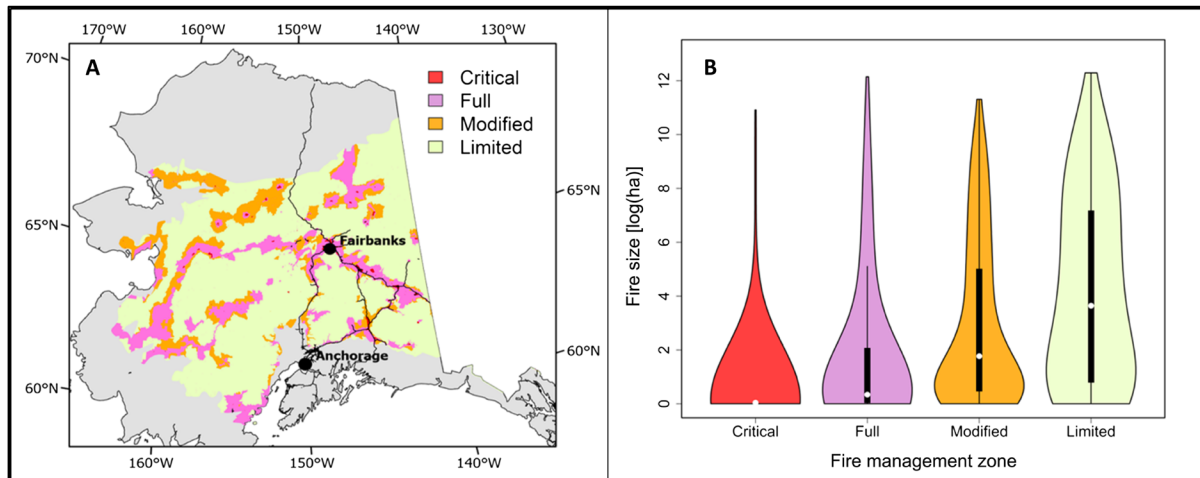 170°W 160°W 150°W 140°W 130°W
70°N
65°N
60°N
65°N
60°N
160°W 150°W 140°W
A
Critical
Full
Modified
Limited
Fairbanks
Anchorage
B
Fire size [log(ha)]
12
10
8
6
4
2
0
Critical Full Modified Limited
Fire management zone